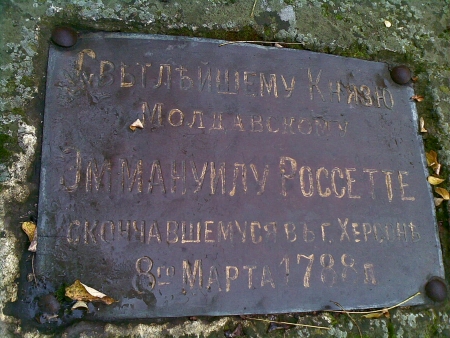 Свѣтлѣйшему Князю
Молдавскому
Эммануилу Россетте
скончавшемуся въ г. Херсонѣ
8го Марта 1788 г